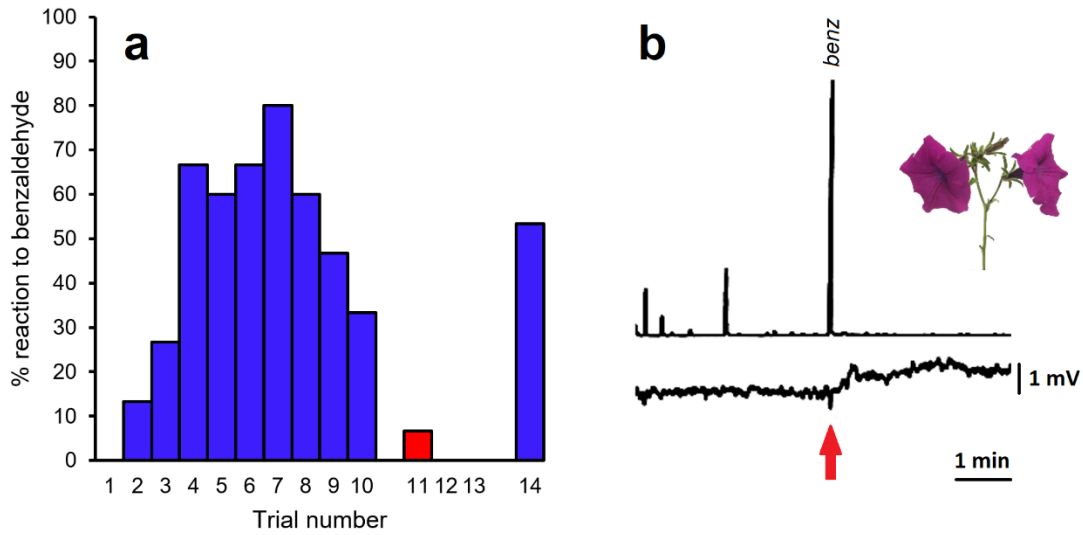 a
100
90
80
70
60
50
40
30
20
10
0
% reaction to benzaldehyde
1 2 3 4 5 6 7 8 9 10 11 12 13 14
Trial number
b
benz
1 mV
1 min